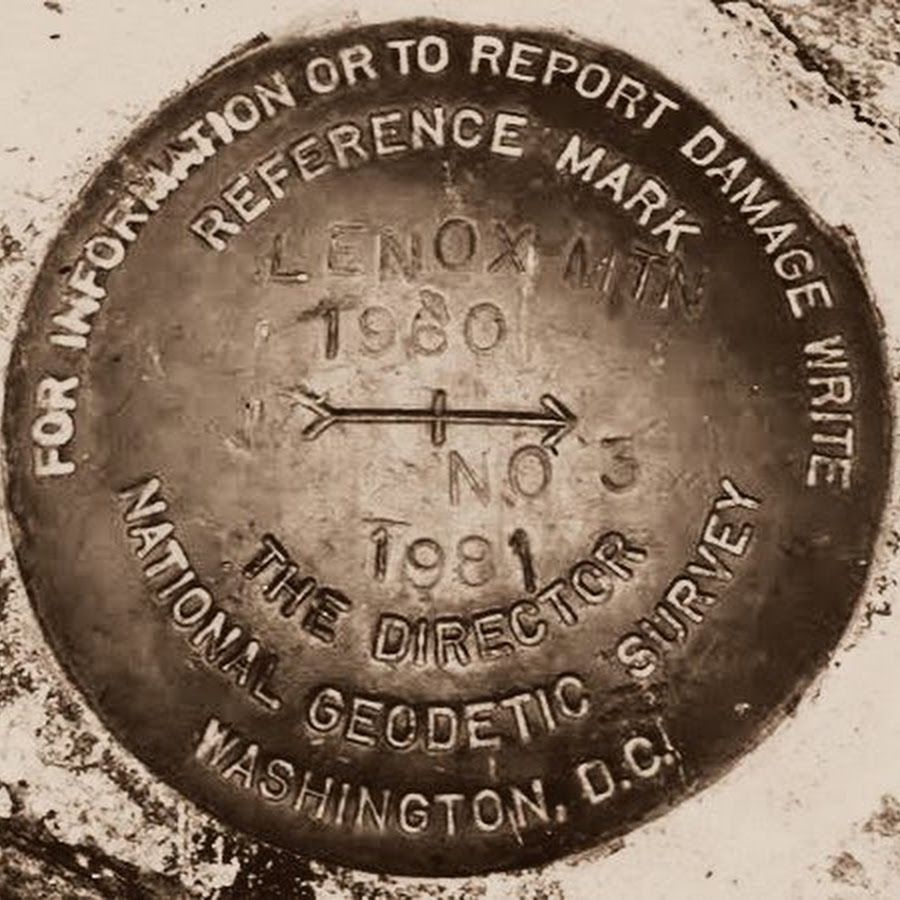 FOR INFORMATION OR TO REPORT DAMAGE WRITE
REFERENCE MARK
LENOX MTN
1980
NO 3
1981
THE DIRECTOR
NATIONAL GEODETIC SURVEY
WASHINGTON, D.C.